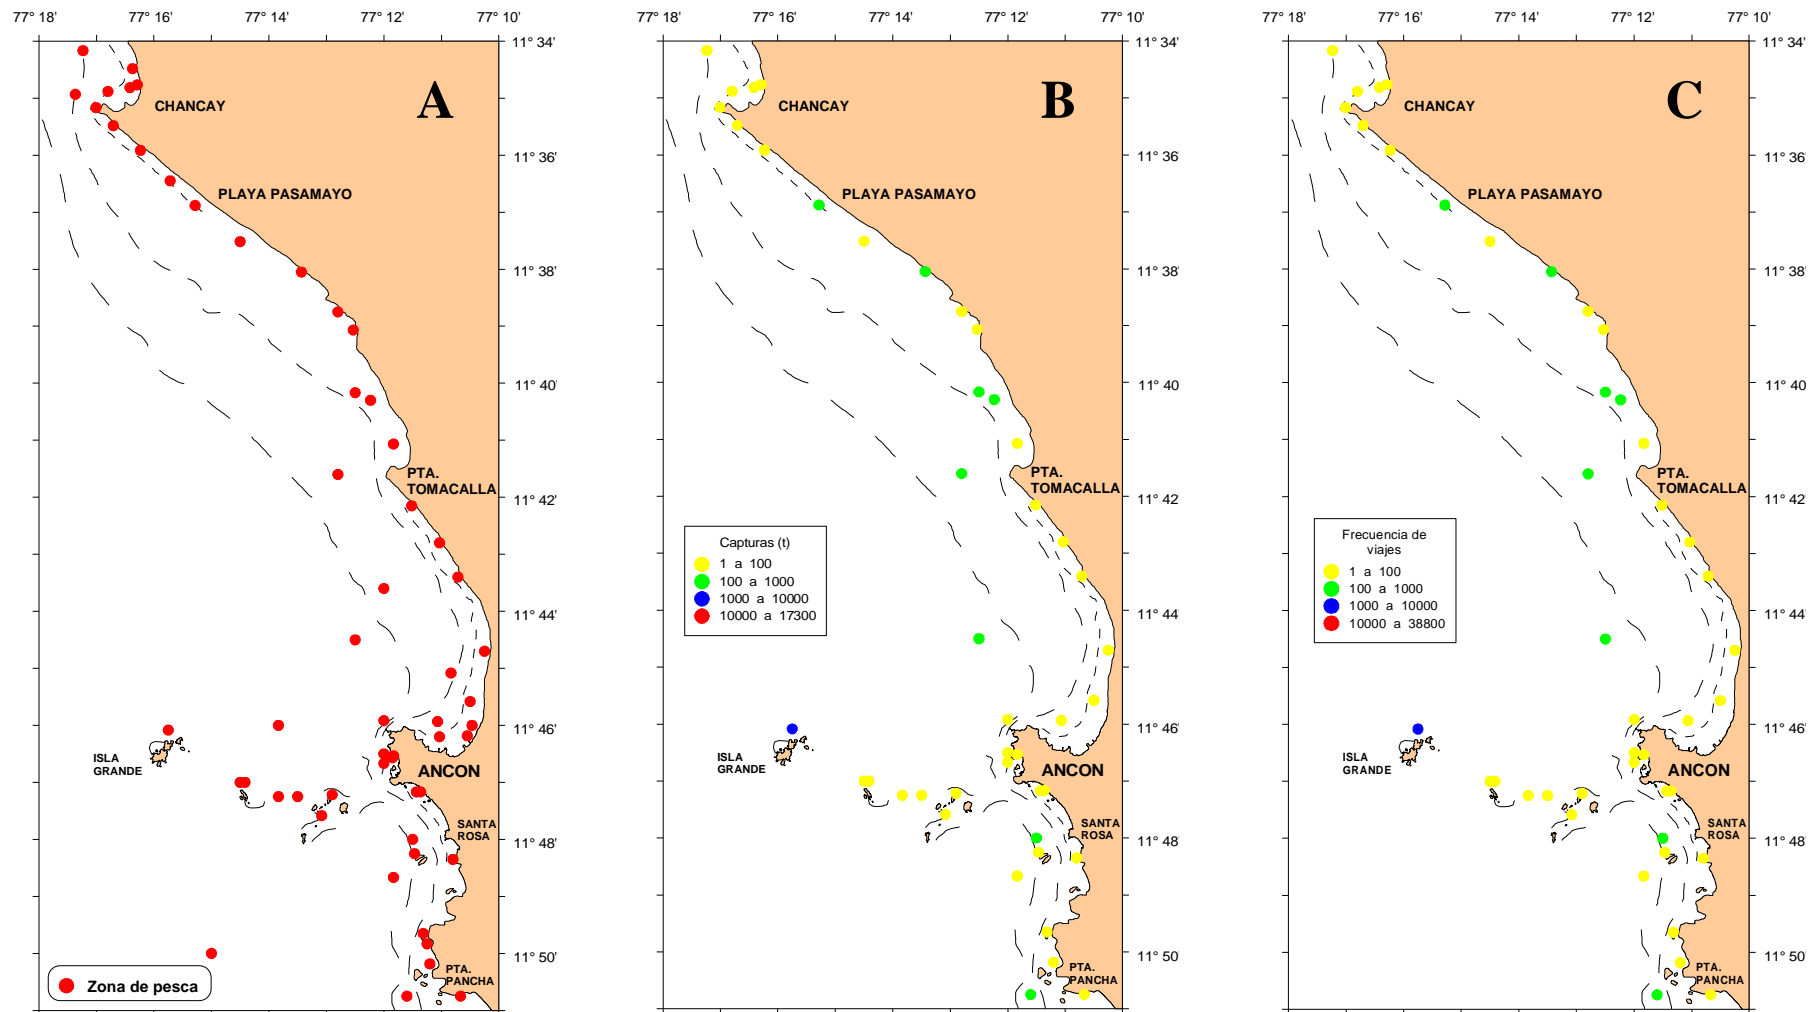 77° 18' 77° 16' 77° 14' 77° 12' 77° 10'
11° 34'
11° 36'
11° 38'
11° 40'
11° 42'
11° 44'
11° 46'
11° 48'
11° 50'
A
CHANCAY
PLAYA PASAMAYO
PTA.
TOMACALLA
ISLA
GRANDE
ANCON
SANTA
ROSA
PTA.
PANCHA
Zona de pesca
77° 18' 77° 16' 77° 14' 77° 12' 77° 10'
11° 34'
11° 36'
11° 38'
11° 40'
11° 42'
11° 44'
11° 46'
11° 48'
11° 50'
B
CHANCAY
PLAYA PASAMAYO
PTA.
TOMACALLA
Capturas (t)
1 a 100
100 a 1000
1000 a 10000
10000 a 17300
ISLA
GRANDE
ANCON
SANTA
ROSA
PTA.
PANCHA
77° 18' 77° 16' 77° 14' 77° 12' 77° 10'
11° 34'
11° 36'
11° 38'
11° 40'
11° 42'
11° 44'
11° 46'
11° 48'
11° 50'
C
CHANCAY
PLAYA PASAMAYO
PTA.
TOMACALLA
Frecuencia de
viajes
1 a 100
100 a 1000
1000 a 10000
10000 a 38800
ISLA
GRANDE
ANCON
SANTA
ROSA
PTA.
PANCHA